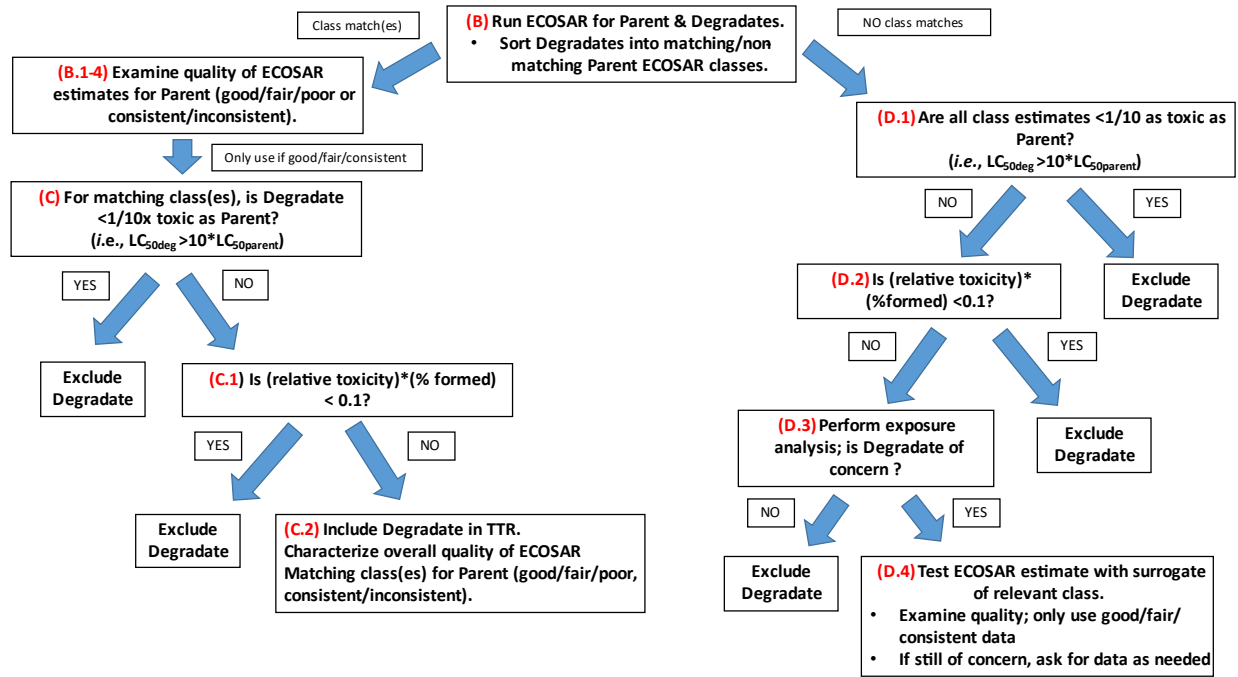 Class match(es)
(B) Run ECOSAR for Parent & Degradates.
• Sort Degradates into matching/non-
matching Parent ECOSAR classes.
NO class matches
(B.1-4) Examine quality of ECOSAR
estimates for Parent (good/fair/poor or
consistent/inconsistent).
Only use if good/fair/consistent
(C) For matching class(es), is Degradate
<1/10x toxic as Parent?
(i.e., LC50deg >10*LC50parent)
YES
NO
Exclude
Degradate
(C.1) Is (relative toxicity)*(% formed)
< 0.1?
YES
NO
Exclude
Degradate
(C.2) Include Degradate in TTR.
Characterize overall quality of ECOSAR
Matching class(es) for Parent (good/fair/poor,
consistent/inconsistent).
(D.1) Are all class estimates <1/10 as toxic as
Parent?
(i.e., LC50deg >10*LC50parent)
NO
YES
(D.2) Is (relative toxicity)*
(%formed) <0.1?
Exclude
Degradate
NO
YES
(D.3) Perform exposure
analysis; is Degradate of
concern ?
Exclude
Degradate
NO
YES
Exclude
Degradate
(D.4) Test ECOSAR estimate with surrogate
of relevant class.
• Examine quality; only use good/fair/
consistent data
• If still of concern, ask for data as needed